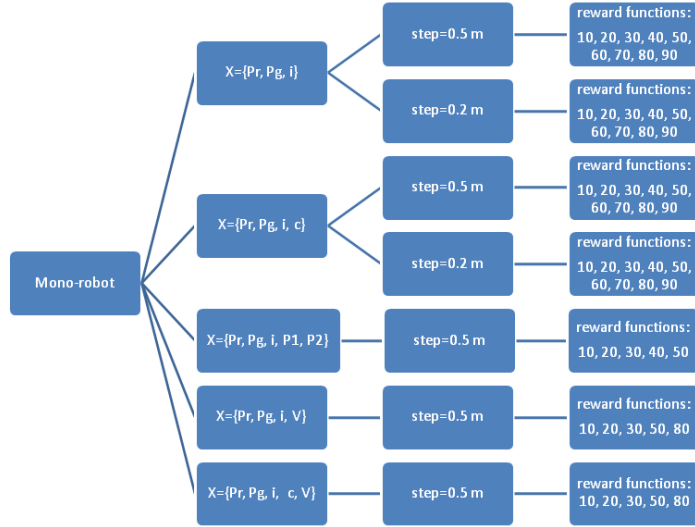 Mono-robot
X={Pr, Pg, i}
step=0.5 m
reward functions:
10, 20, 30, 40, 50,
60, 70, 80, 90
step=0.2 m
reward functions:
10, 20, 30, 40, 50,
60, 70, 80, 90
X={Pr, Pg, i, c}
step=0.5 m
reward functions:
10, 20, 30, 40, 50,
60, 70, 80, 90
step=0.2 m
reward functions:
10, 20, 30, 40, 50,
60, 70, 80, 90
X={Pr, Pg, i, P1, P2}
step=0.5 m
reward functions:
10, 20, 30, 40, 50
X={Pr, Pg, i, V}
step=0.5 m
reward functions:
10, 20, 30, 50, 80
X={Pr, Pg, i, c, V}
step=0.5 m
reward functions:
10, 20, 30, 50, 80